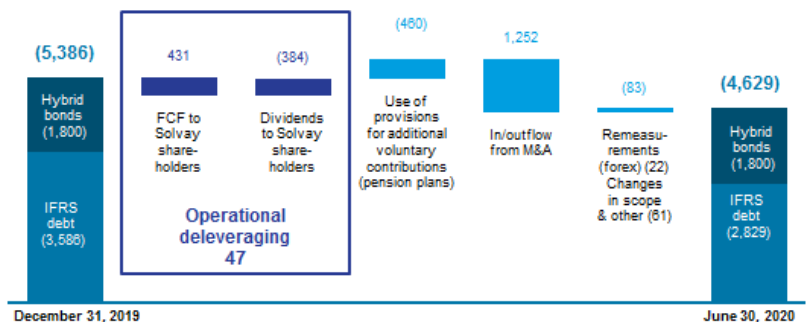 (5,386)
Hybrid
bonds
(1,800)
IFRS
debt
(3,586)
431
FCF to
Solvay
share-
holders
(384)
Dividends
to Solvay
share-
holders
Operational
deleveraging
47
(460)
Use of
provisions
for additional
voluntary
contributions
(pension plans)
1,252
In/outflow
from M&A
(83)
Remeasu-
rements
(forex) (22)
Changes
in scope
& other (61)
(4,629)
Hybrid
bonds
(1,800)
IFRS
debt
(2,829)
December 31, 2019
June 30, 2020